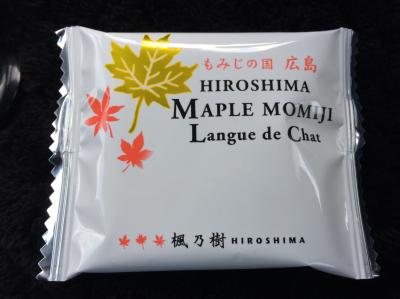 もみじの国 広島
HIROSHIMA
MAPLE MOMIJI
Langue de Chat
楓乃樹 HIROSHIMA